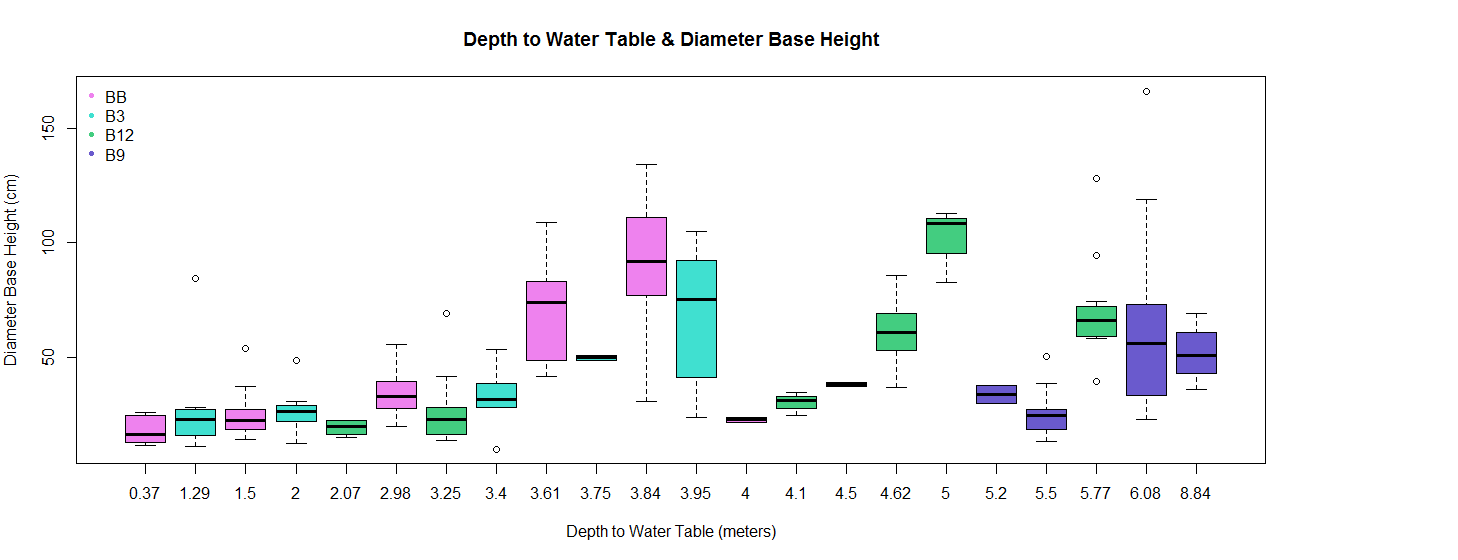 Depth to Water Table & Diameter Base Height
BB
B3
B12
B9
150
100
50
Diameter Base Height (cm)
0.37 1.29 1.5 2 2.07 2.98 3.25 3.4 3.61 3.75 3.84 3.95 4 4.1 4.5 4.62 5 5.2 5.5 5.77 6.08 8.84
Depth to Water Table (meters)